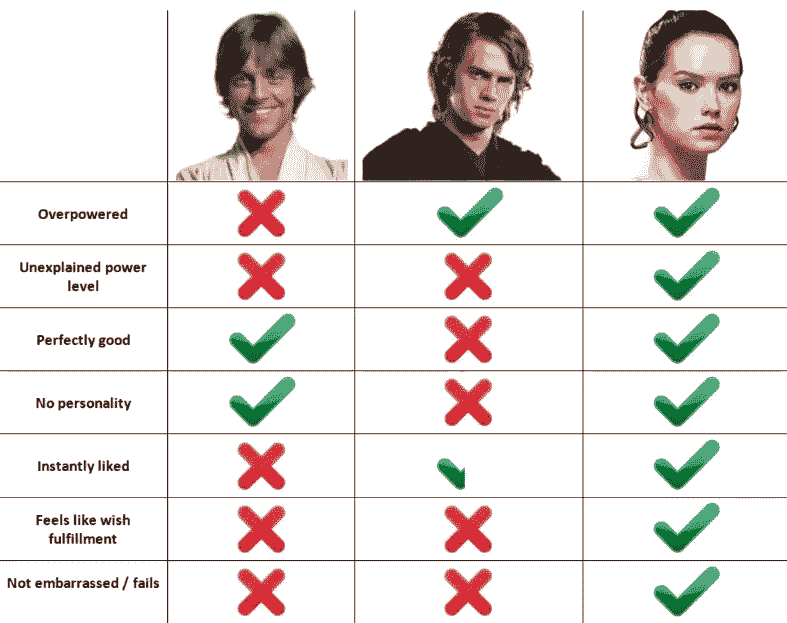 Overpowered
Unexplained power
level
Perfectly good
No personality
Instantly liked
Feels like wish
fulfillment
Not embarrassed / fails